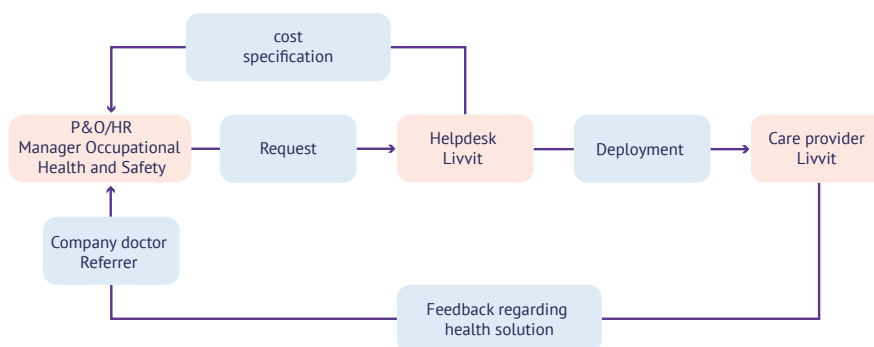 cost
specification
P&O/HR
Manager Occupational
Health and Safety
Request
Helpdesk
Livvit
Deployment
Care provider
Livvit
Company doctor
Referrer
Feedback regarding
health solution